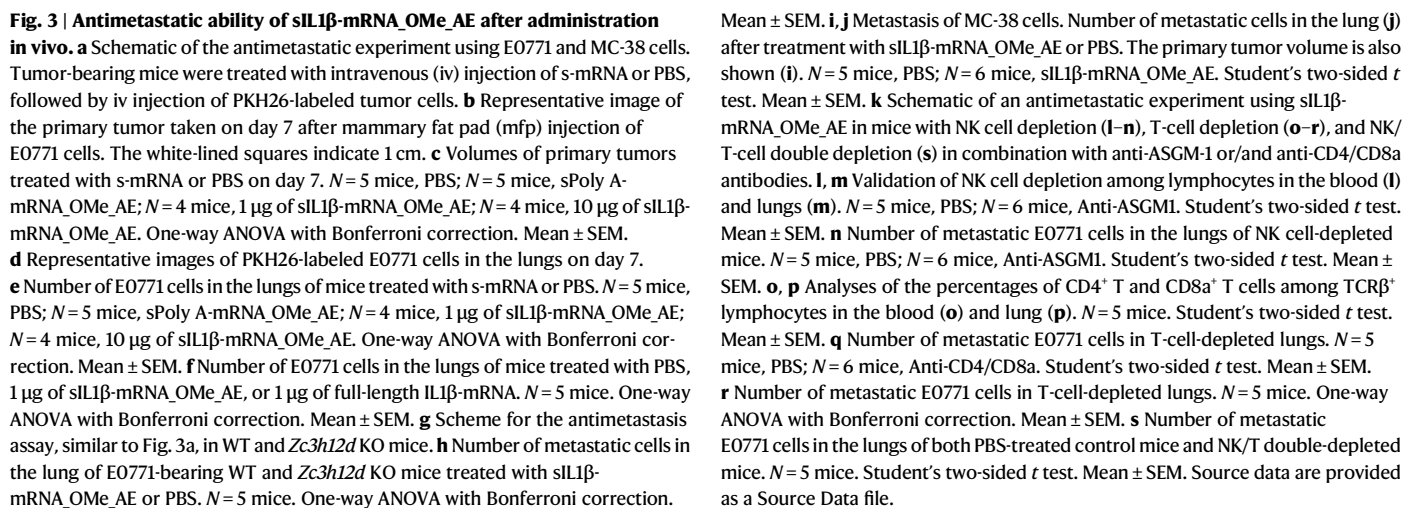 Fig. 3 | Antimetastatic ability of sIL1β-mRNA_OMe_AE after administration
in vivo. a Schematic of the antimetastatic experiment using E0771 and MC-38 cells.
Tumor-bearing mice were treated with intravenous (iv) injection of s-mRNA or PBS,
followed by iv injection of PKH26-labeled tumor cells. b Representative image of
the primary tumor taken on day 7 after mammary fat pad (mfp) injection of
E0771 cells. The white-lined squares indicate 1 cm. c Volumes of primary tumors
treated with s-mRNA or PBS on day 7. N = 5 mice, PBS; N = 5 mice, sPoly A-
mRNA_OMe_AE; N = 4 mice, 1 µg of sIL1β-mRNA_OMe_AE; N = 4 mice, 10 µg of sIL1β-
mRNA_OMe_AE. One-way ANOVA with Bonferroni correction. Mean ± SEM.
d Representative images of PKH26-labeled E0771 cells in the lungs on day 7.
e Number of E0771 cells in the lungs of mice treated with s-mRNA or PBS. N = 5 mice,
PBS; N = 5 mice, sPoly A-mRNA_OMe_AE; N = 4 mice, 1 µg of sIL1β-mRNA_OMe_AE;
N = 4 mice, 10 µg of sIL1β-mRNA_OMe_AE. One-way ANOVA with Bonferroni cor-
rection. Mean ± SEM. f Number of E0771 cells in the lungs of mice treated with PBS,
1 µg of sIL1β-mRNA_OMe_AE, or 1 µg of full-length IL1β-mRNA. N = 5 mice. One-way
ANOVA with Bonferroni correction. Mean ± SEM. g Scheme for the antimetastasis
assay, similar to Fig. 3a, in WT and Zc3h12d KO mice. h Number of metastatic cells in
the lung of E0771-bearing WT and Zc3h12d KO mice treated with sIL1β-
mRNA_OMe_AE or PBS. N = 5 mice. One-way ANOVA with Bonferroni correction.
Mean ± SEM. i, j Metastasis of MC-38 cells. Number of metastatic cells in the lung (j)
after treatment with sIL1β-mRNA_OMe_AE or PBS. The primary tumor volume is also
shown (i). N = 5 mice, PBS; N = 6 mice, sIL1β-mRNA_OMe_AE. Student's two-sided t
test. Mean ± SEM. k Schematic of an antimetastatic experiment using sIL1β-
mRNA_OMe_AE in mice with NK cell depletion (l–n), T-cell depletion (o–r), and NK/
T-cell double depletion (s) in combination with anti-ASGM-1 or/and anti-CD4/CD8a
antibodies. l, m Validation of NK cell depletion among lymphocytes in the blood (l)
and lungs (m). N = 5 mice, PBS; N = 6 mice, Anti-ASGM1. Student's two-sided t test.
Mean ± SEM. n Number of metastatic E0771 cells in the lungs of NK cell-depleted
mice. N = 5 mice, PBS; N = 6 mice, Anti-ASGM1. Student's two-sided t test. Mean ±
SEM. o, p Analyses of the percentages of CD4⁺ T and CD8a⁺ T cells among TCRβ⁺
lymphocytes in the blood (o) and lung (p). N = 5 mice. Student's two-sided t test.
Mean ± SEM. q Number of metastatic E0771 cells in T-cell-depleted lungs. N = 5
mice, PBS; N = 6 mice, Anti-CD4/CD8a. Student's two-sided t test. Mean ± SEM.
r Number of metastatic E0771 cells in T-cell-depleted lungs. N = 5 mice. One-way
ANOVA with Bonferroni correction. Mean ± SEM. s Number of metastatic
E0771 cells in the lungs of both PBS-treated control mice and NK/T double-depleted
mice. N = 5 mice. Student's two-sided t test. Mean ± SEM. Source data are provided
as a Source Data file.